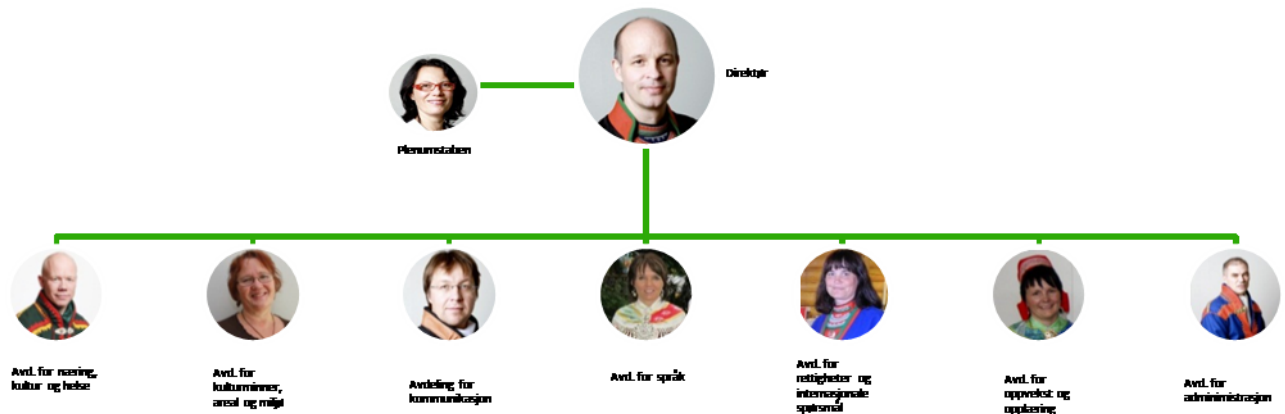 Direktør
Plenumstaben
Avd. for næring,
kultur og helse
Avd. for
kulturminner,
areal og miljø
Avdeling for
kommunikasjon
Avd. for språk
Avd. for
rettigheter og
internasjonale
spørsmål
Avd. for
oppvekst og
opplæring
Avd. for
admininistrasjon